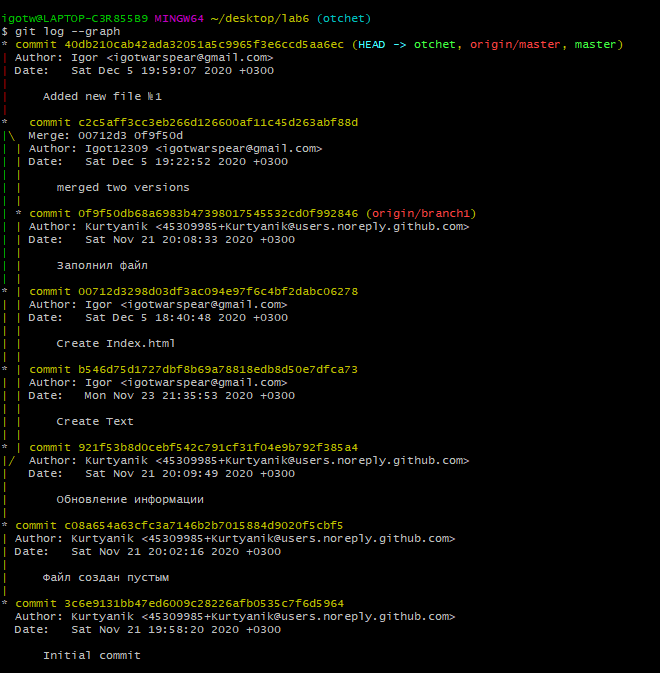 igotw@LAPTOP-C3R855B9 MINGW64 ~/desktop/lab6 (otchet)
$ git log --graph
* commit 40db210cab42ada32051a5c9965f3e6ccd5aa6ec (HEAD -> otchet, origin/master, master)
| Author: Igor <igotwarspear@gmail.com>
| Date:   Sat Dec 5 19:59:07 2020 +0300
|
|     Added new file №1
|
*   commit c2c5aff3cc3eb266d126600af11c45d263abf88d
|\  Merge: 00712d3 0f9f50d
| | Author: Igot12309 <igotwarspear@gmail.com>
| | Date:   Sat Dec 5 19:22:52 2020 +0300
| |
| |     merged two versions
| |
| * commit 0f9f50db68a6983b47398017545532cd0f992846 (origin/branch1)
| | Author: Kurtyanik <45309985+Kurtyanik@users.noreply.github.com>
| | Date:   Sat Nov 21 20:08:33 2020 +0300
| |
| |     Заполнил файл
| |
* | commit 00712d3298d03df3ac094e97f6c4bf2dabc06278
| | Author: Igor <igotwarspear@gmail.com>
| | Date:   Sat Dec 5 18:40:48 2020 +0300
| |
| |     Create Index.html
| |
* | commit b546d75d1727dbf8b69a78818edb8d50e7dfca73
| | Author: Igor <igotwarspear@gmail.com>
| | Date:   Mon Nov 23 21:35:53 2020 +0300
| |
| |     Create Text
| |
* | commit 921f53b8d0cebf542c791cf31f04e9b792f385a4
|/  Author: Kurtyanik <45309985+Kurtyanik@users.noreply.github.com>
|   Date:   Sat Nov 21 20:09:49 2020 +0300
|
|       Обновление информации
|
* commit c08a654a63cfc3a7146b2b7015884d9020f5cbf5
| Author: Kurtyanik <45309985+Kurtyanik@users.noreply.github.com>
| Date:   Sat Nov 21 20:02:16 2020 +0300
|
|     Файл создан пустым
|
* commit 3c6e9131bb47ed6009c28226afb0535c7f6d5964
  Author: Kurtyanik <45309985+Kurtyanik@users.noreply.github.com>
  Date:   Sat Nov 21 19:58:20 2020 +0300

      Initial commit